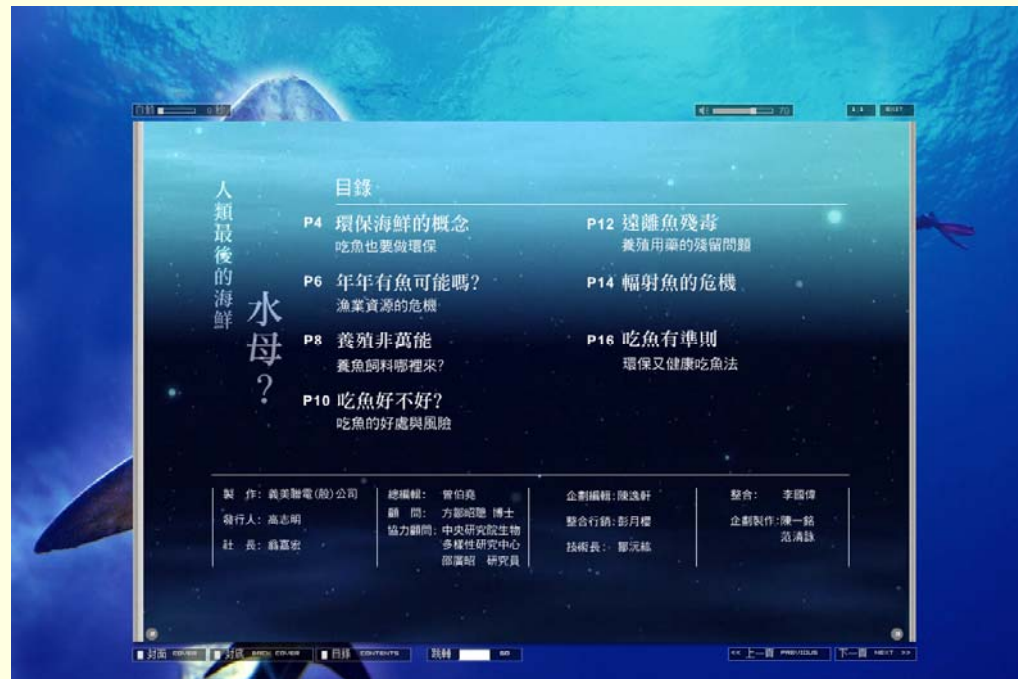 70
1:1
EXIT
人類最後的海鮮
水母？
目錄
P4 環保海鮮的概念
吃魚也要做環保
P6 年年有魚可能嗎?
漁業資源的危機
P8 養殖非萬能
養魚飼料哪裡來?
P10 吃魚好不好?
吃魚的好處與風險
P12 遠離魚殘毒
養殖用藥的殘留問題
P14 輻射魚的危機
P16 吃魚有準則
環保又健康吃魚法
製 作: 義美聯電(股)公司
發行人: 高志明
社 長: 翁嘉宏
總編輯: 曾伯堯
顧 問: 方鄒昭聰 博士
協力顧問: 中央研究院生物
多樣性研究中心
邵廣昭 研究員
企劃編輯: 陳逸軒
整合行銷: 彭月櫻
技術長: 鄒沅紘
整合: 李國偉
企劃製作: 陳一銘
范清詠
封面 COVER
封底 BACK COVER
目錄 CONTENTS
跳轉 GO
<< 上一頁 PREVIOUS
下一頁 NEXT >>